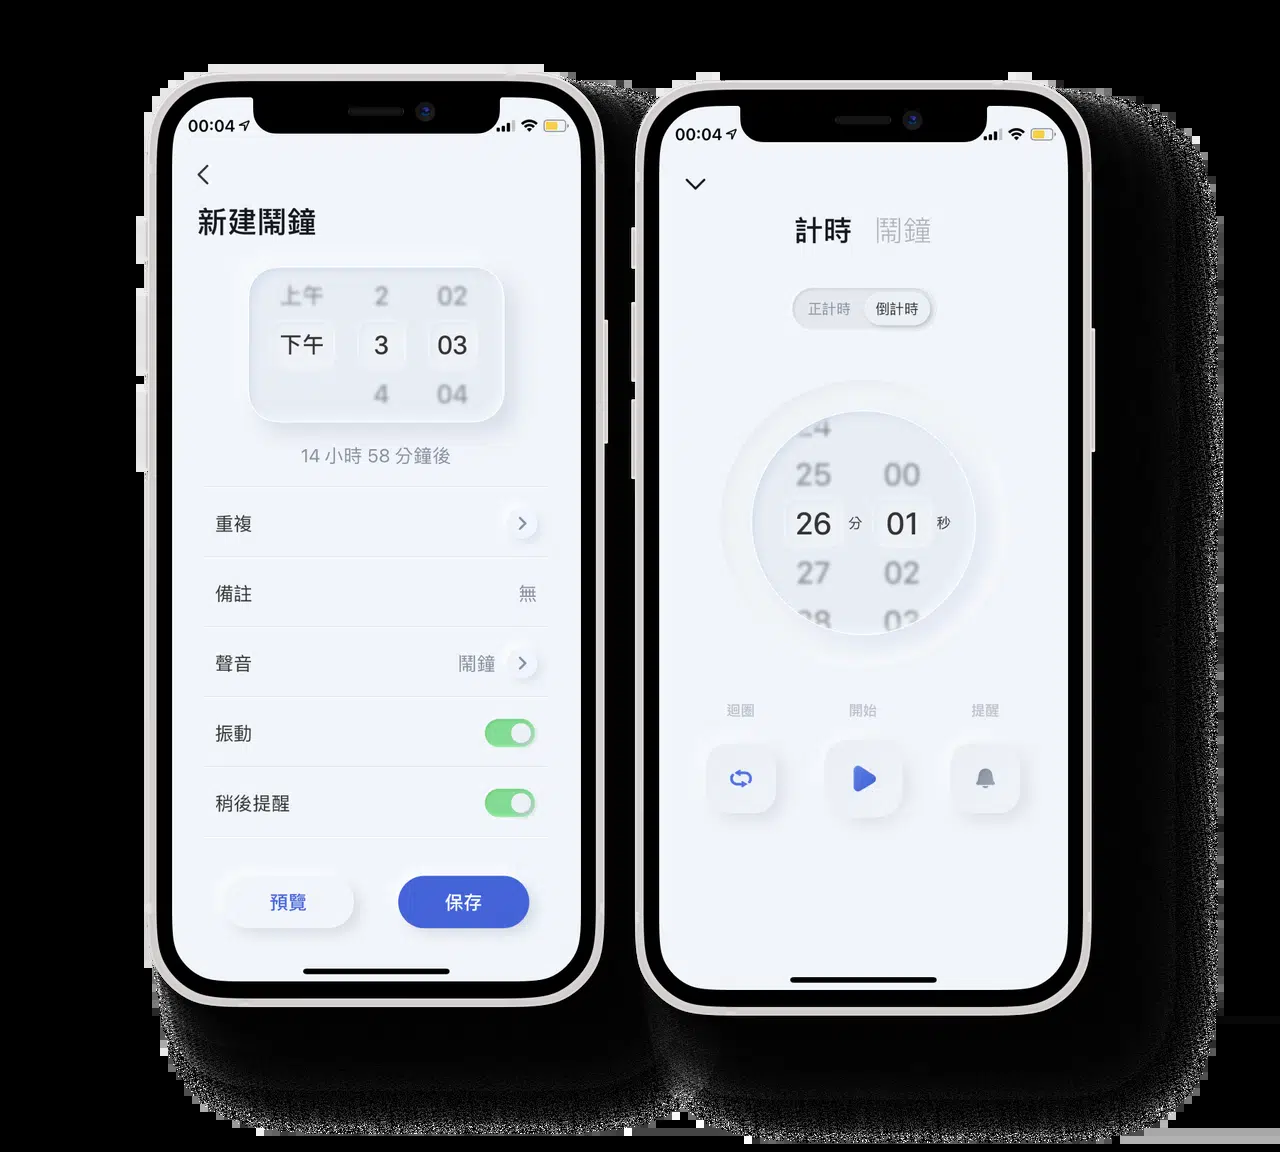 00:04
新建鬧鐘
上午 2 02
下午 3 03
4 04
14 小時 58 分鐘後
重複
備註 無
聲音 鬧鐘
振動
稍後提醒
預覽 保存
00:04
計時 鬧鐘
正計時 倒計時
24
25 00
26 分 01 秒
27 02
28 03
迴圈 開始 提醒